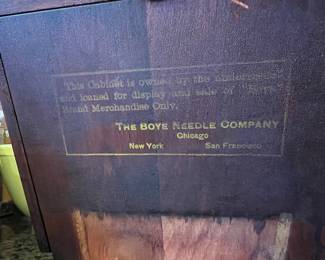 This Cabinet is owned by the undersigned
and loaned for display and sale of "Boye"
Brand Merchandise Only.
THE BOYE NEEDLE COMPANY
Chicago
New York San Francisco